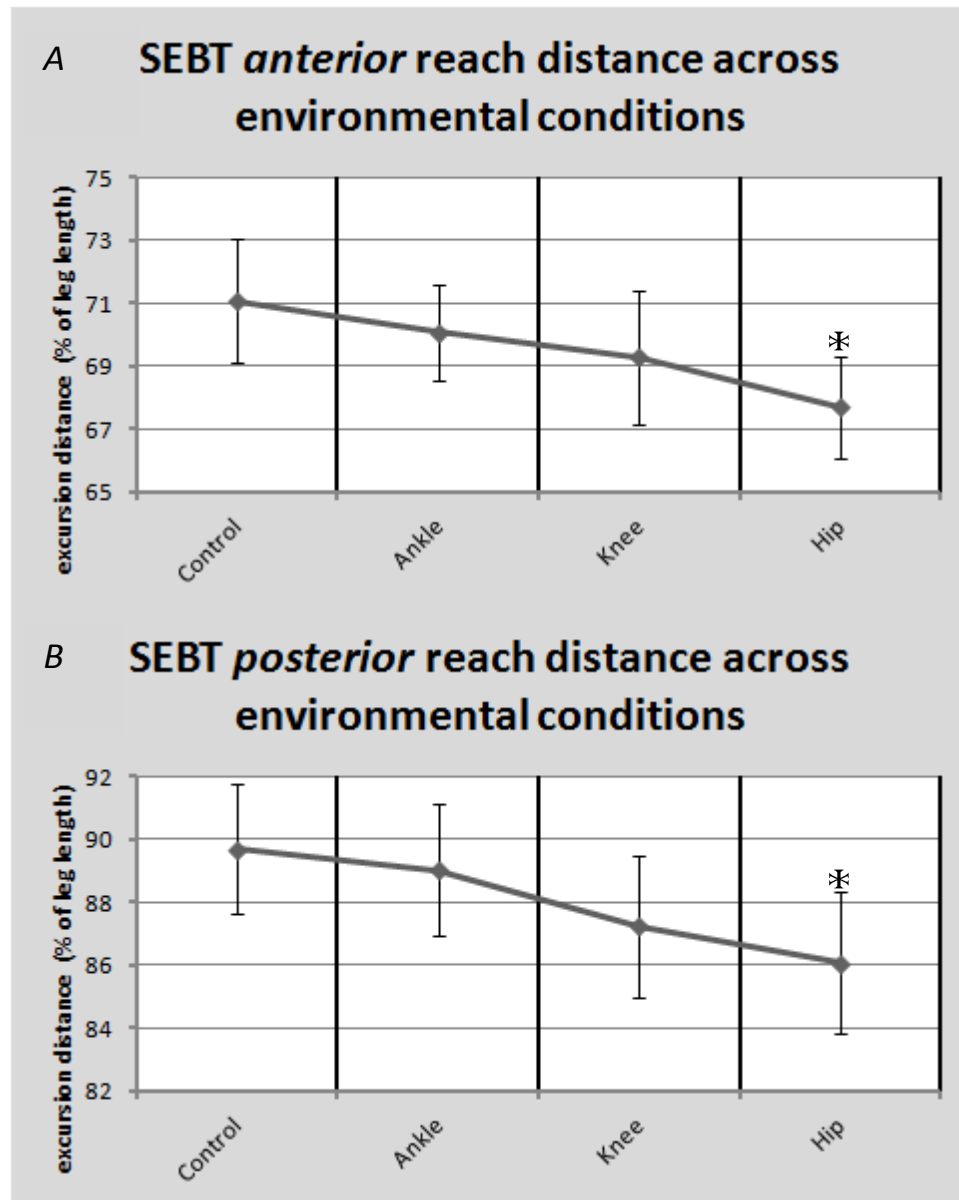 A
SEBT anterior reach distance across
environmental conditions
excursion distance (% of leg length)
75
73
71
69
67
65
*
Control
Ankle
Knee
Hip
B
SEBT posterior reach distance across
environmental conditions
excursion distance (% of leg length)
92
90
88
86
84
82
*
Control
Ankle
Knee
Hip